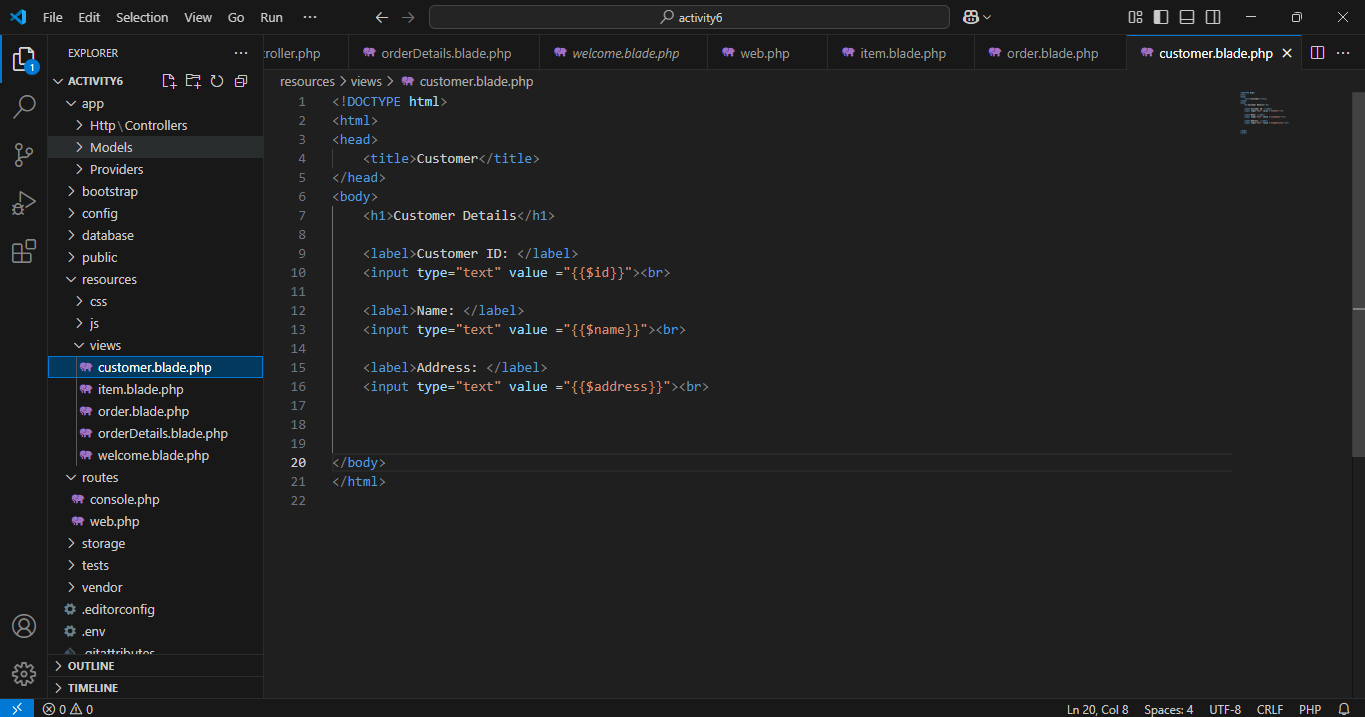 File Edit Selection View Go Run ··· activity6
EXPLORER ···
ACTIVITY6
app
Http\Controllers
Models
Providers
bootstrap
config
database
public
resources
css
js
views
customer.blade.php
item.blade.php
order.blade.php
orderDetails.blade.php
welcome.blade.php
routes
console.php
web.php
storage
tests
vendor
.editorconfig
.env
.gitattributes
OUTLINE
TIMELINE
1
roller.php orderDetails.blade.php welcome.blade.php web.php item.blade.php order.blade.php customer.blade.php ···
resources > views > customer.blade.php
1 <!DOCTYPE html>
2 <html>
3 <head>
4 <title>Customer</title>
5 </head>
6 <body>
7 <h1>Customer Details</h1>
8
9 <label>Customer ID: </label>
10 <input type="text" value ="{{$id}}"><br>
11
12 <label>Name: </label>
13 <input type="text" value ="{{$name}}"><br>
14
15 <label>Address: </label>
16 <input type="text" value ="{{$address}}"><br>
17
18
19
20 </body>
21 </html>
22
0 0 Ln 20, Col 8 Spaces: 4 UTF-8 CRLF PHP